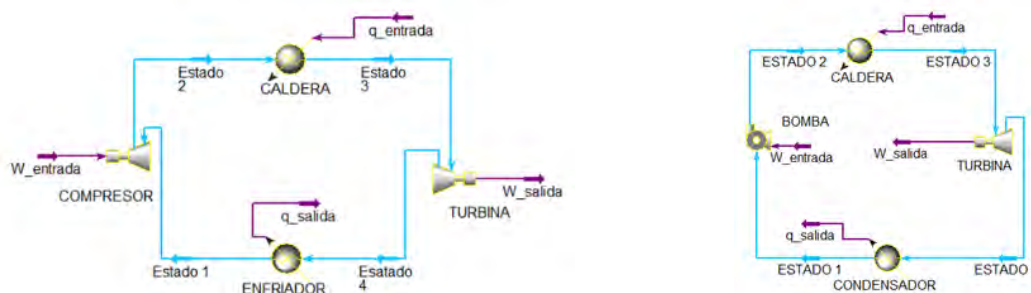 q_entrada
Estado
2
CALDERA
Estado
3
W_entrada
COMPRESOR
q_salida
W_salida
TURBINA
Estado 1
ENFRIADOR
Esatado
4
q_entrada
ESTADO 2
CALDERA
ESTADO 3
BOMBA
W_entrada
W_salida
TURBINA
q_salida
ESTADO 1
CONDENSADOR
ESTADO